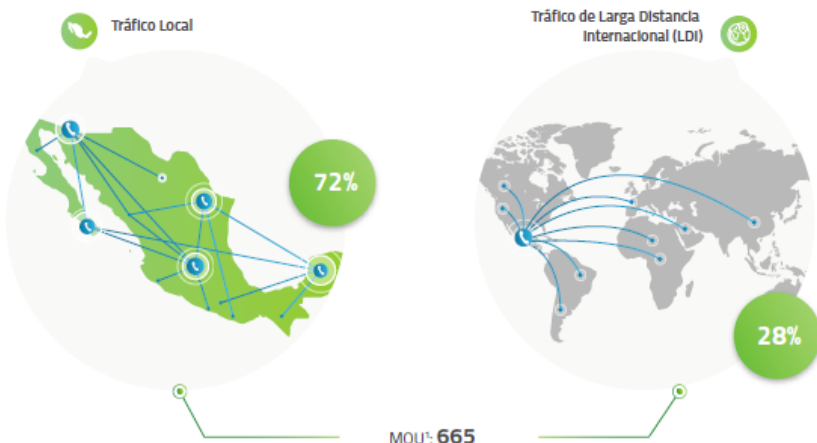 Tráfico Local
Tráfico de Larga Distancia
Internacional (LDI)
72%
28%
MOU¹: 665